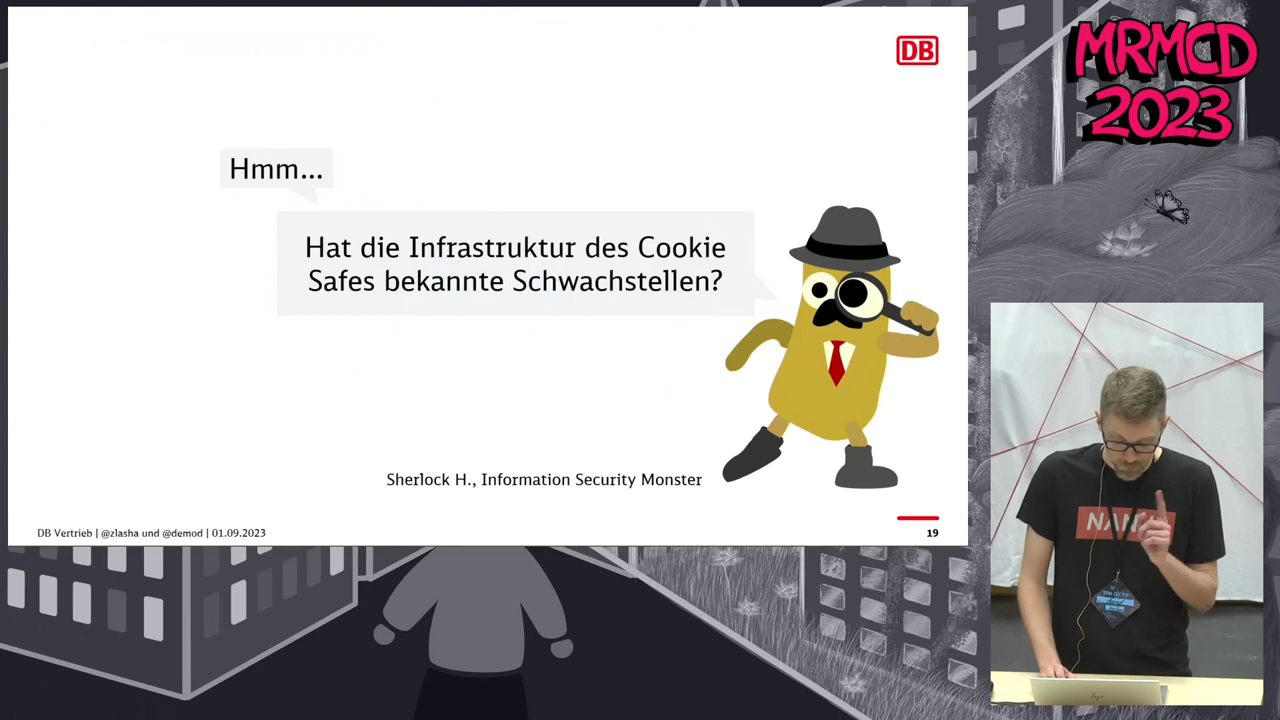 DB
MRMCD
2023
Hmm...
Hat die Infrastruktur des Cookie
Safes bekannte Schwachstellen?
Sherlock H., Information Security Monster
DB Vertrieb | @zlasha und @demod | 01.09.2023
19
hp